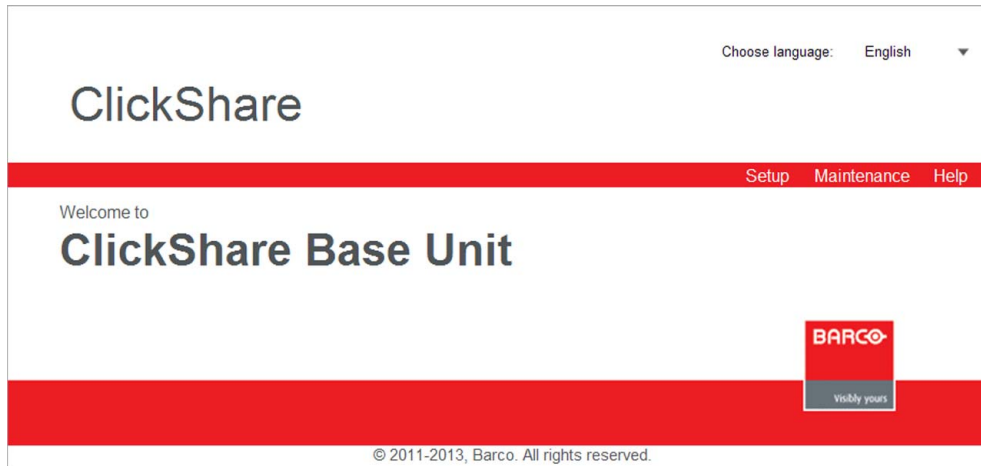 Choose language: English
ClickShare
Setup Maintenance Help
Welcome to
ClickShare Base Unit
BARCO
Visibly yours
© 2011-2013, Barco. All rights reserved.